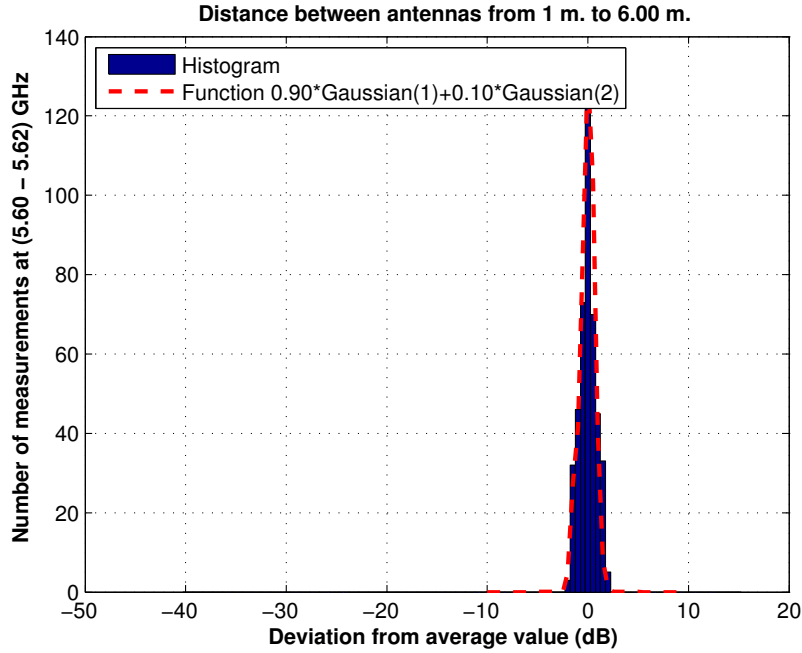 Distance between antennas from 1 m. to 6.00 m.
Histogram
Function 0.90*Gaussian(1)+0.10*Gaussian(2)
Number of measurements at (5.60 − 5.62) GHz
140
120
100
80
60
40
20
0
−50 −40 −30 −20 −10 0 10 20
Deviation from average value (dB)